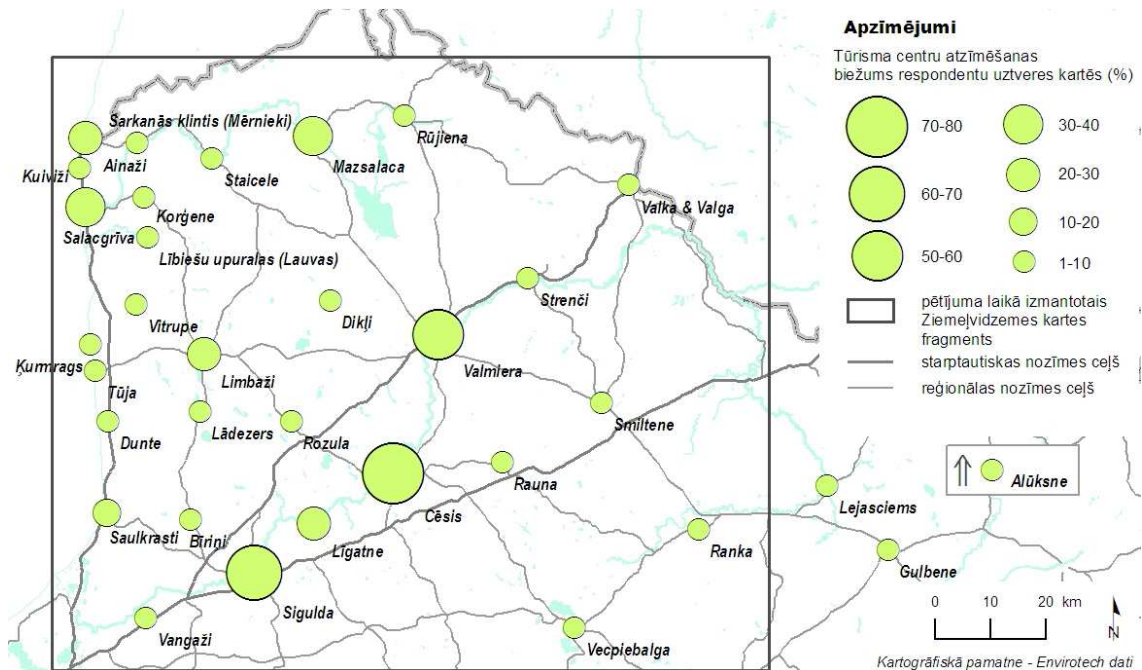 Apzīmējumi
Tūrisma centru atzīmēšanas
biežums respondentu uztveres kartēs (%)
70-80
60-70
50-60
30-40
20-30
10-20
1-10
pētījuma laikā izmantotais
Ziemeļvidzemes kartes
fragments
starptautiskas nozīmes ceļš
reģionālas nozīmes ceļš
Sarkanās klintis (Mērnieki)
Rūjiena
Ainaži
Mazsalaca
Kuiviži
Staicele
Valka & Valga
Korģene
Salacgrīva
Lībiešu upuralas (Lauvas)
Strenči
Vitrupe
Dikļi
Ķurmrags
Limbaži
Valmiera
Tūja
Dunte
Lādezers
Rozula
Smiltene
Rauna
Cēsis
Lejasciems
Alūksne
Saulkrasti
Bīriņi
Līgatne
Ranka
Gulbene
Sigulda
Vangaži
Vecpiebalga
0 10 20 km
N
Kartogrāfiskā pamatne - Envirotech dati